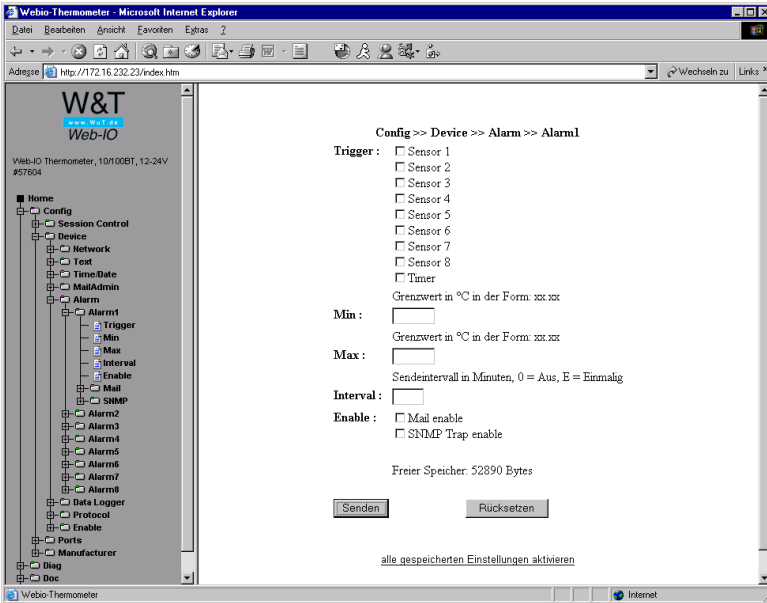 Webio-Thermometer - Microsoft Internet Explorer
Datei Bearbeiten Ansicht Favoriten Extras ?
Adresse http://172.16.232.23/index.htm Wechseln zu Links »
W&T
www.WuT.de
Web-IO
Web-IO Thermometer, 10/100BT, 12-24V
#57604
Home
Config
Session Control
Device
Network
Text
Time/Date
MailAdmin
Alarm
Alarm1
Trigger
Min
Max
Interval
Enable
Mail
SNMP
Alarm2
Alarm3
Alarm4
Alarm5
Alarm6
Alarm7
Alarm8
Data Logger
Protocol
Enable
Ports
Manufacturer
Diag
Doc
Config >> Device >> Alarm >> Alarm1
Trigger : Sensor 1
Sensor 2
Sensor 3
Sensor 4
Sensor 5
Sensor 6
Sensor 7
Sensor 8
Timer
Grenzwert in °C in der Form: xx.xx
Min :
Grenzwert in °C in der Form: xx.xx
Max :
Sendeintervall in Minuten, 0 = Aus, E = Einmalig
Interval :
Enable : Mail enable
SNMP Trap enable
Freier Speicher: 52890 Bytes
Senden Rücksetzen
alle gespeicherten Einstellungen aktivieren
Webio-Thermometer Internet